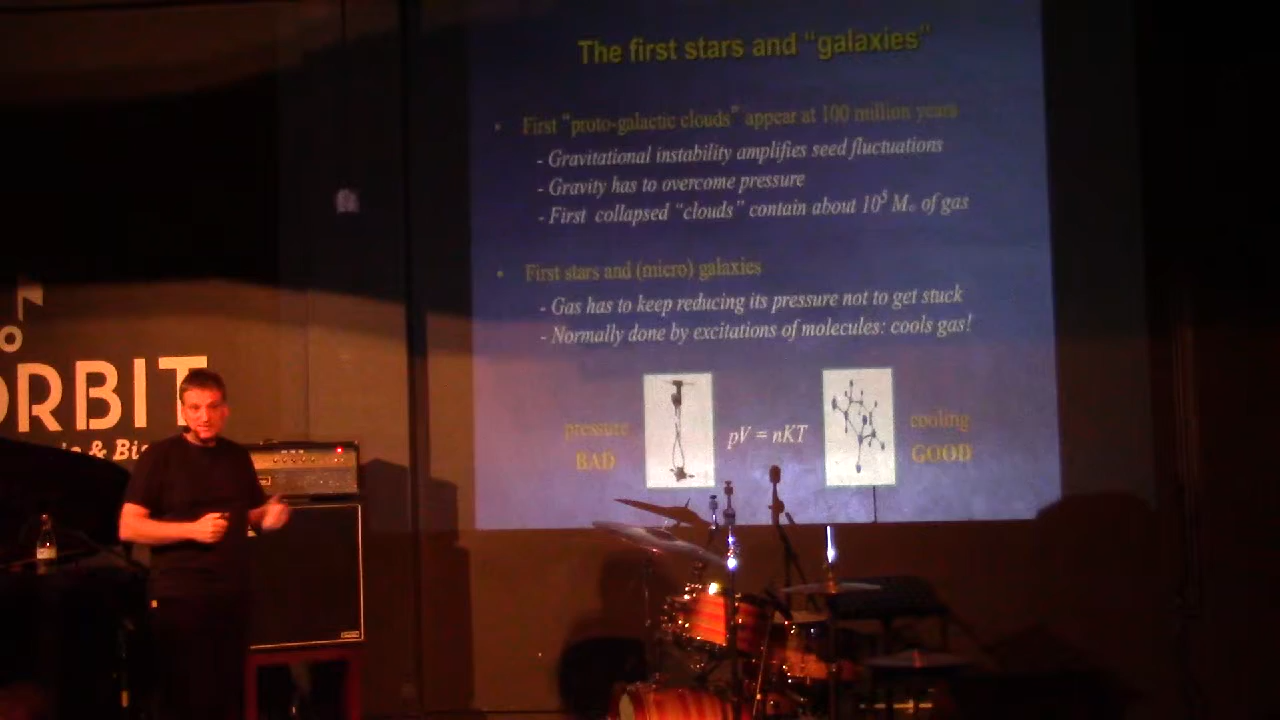 The first stars and "galaxies"
• First "proto-galactic clouds" appear at 100 million years
- Gravitational instability amplifies seed fluctuations
- Gravity has to overcome pressure
- First collapsed "clouds" contain about 10⁵ M☉ of gas
• First stars and (micro) galaxies
- Gas has to keep reducing its pressure not to get stuck
- Normally done by excitations of molecules: cools gas!
pressure
BAD
pV = nKT
cooling
GOOD
ORBIT
& Bis